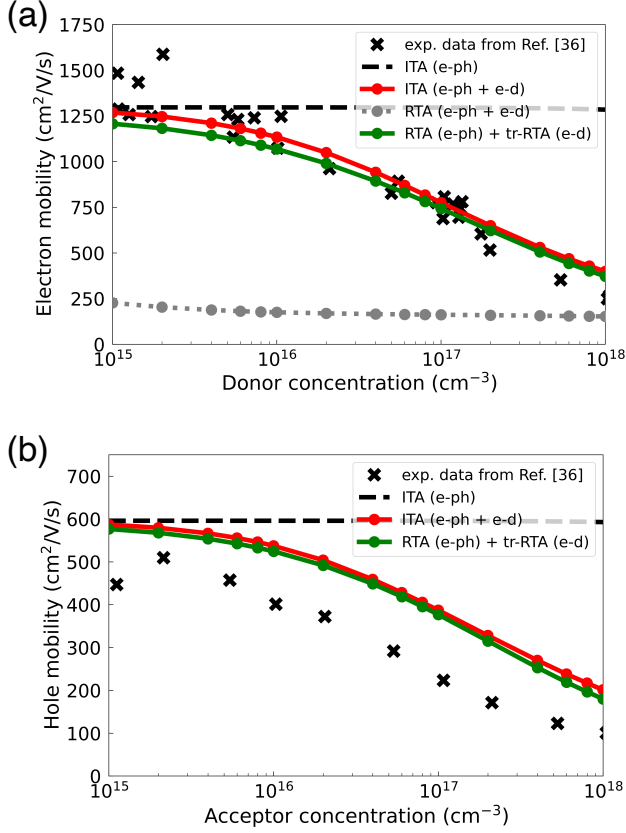 (a)
1750
1500
1250
1000
750
500
250
0
Electron mobility (cm²/V/s)
exp. data from Ref. [36]
ITA (e-ph)
ITA (e-ph + e-d)
RTA (e-ph + e-d)
RTA (e-ph) + tr-RTA (e-d)
10¹⁵
10¹⁶
10¹⁷
10¹⁸
Donor concentration (cm⁻³)
(b)
700
600
500
400
300
200
100
0
Hole mobility (cm²/V/s)
exp. data from Ref. [36]
ITA (e-ph)
ITA (e-ph + e-d)
RTA (e-ph) + tr-RTA (e-d)
10¹⁵
10¹⁶
10¹⁷
10¹⁸
Acceptor concentration (cm⁻³)